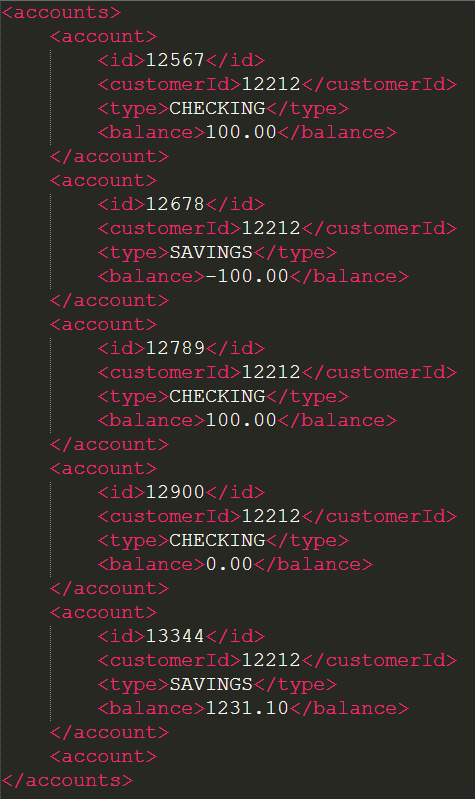 <accounts>
<account>
<id>12567</id>
<customerId>12212</customerId>
<type>CHECKING</type>
<balance>100.00</balance>
</account>
<account>
<id>12678</id>
<customerId>12212</customerId>
<type>SAVINGS</type>
<balance>-100.00</balance>
</account>
<account>
<id>12789</id>
<customerId>12212</customerId>
<type>CHECKING</type>
<balance>100.00</balance>
</account>
<account>
<id>12900</id>
<customerId>12212</customerId>
<type>CHECKING</type>
<balance>0.00</balance>
</account>
<account>
<id>13344</id>
<customerId>12212</customerId>
<type>SAVINGS</type>
<balance>1231.10</balance>
</account>
<account>
</accounts>